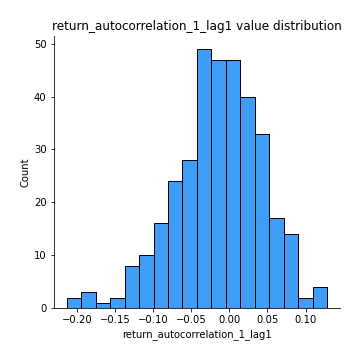 return_autocorrelation_1_lag1 value distribution
50
40
30
20
10
0
Count
−0.20 −0.15 −0.10 −0.05 0.00 0.05 0.10
return_autocorrelation_1_lag1